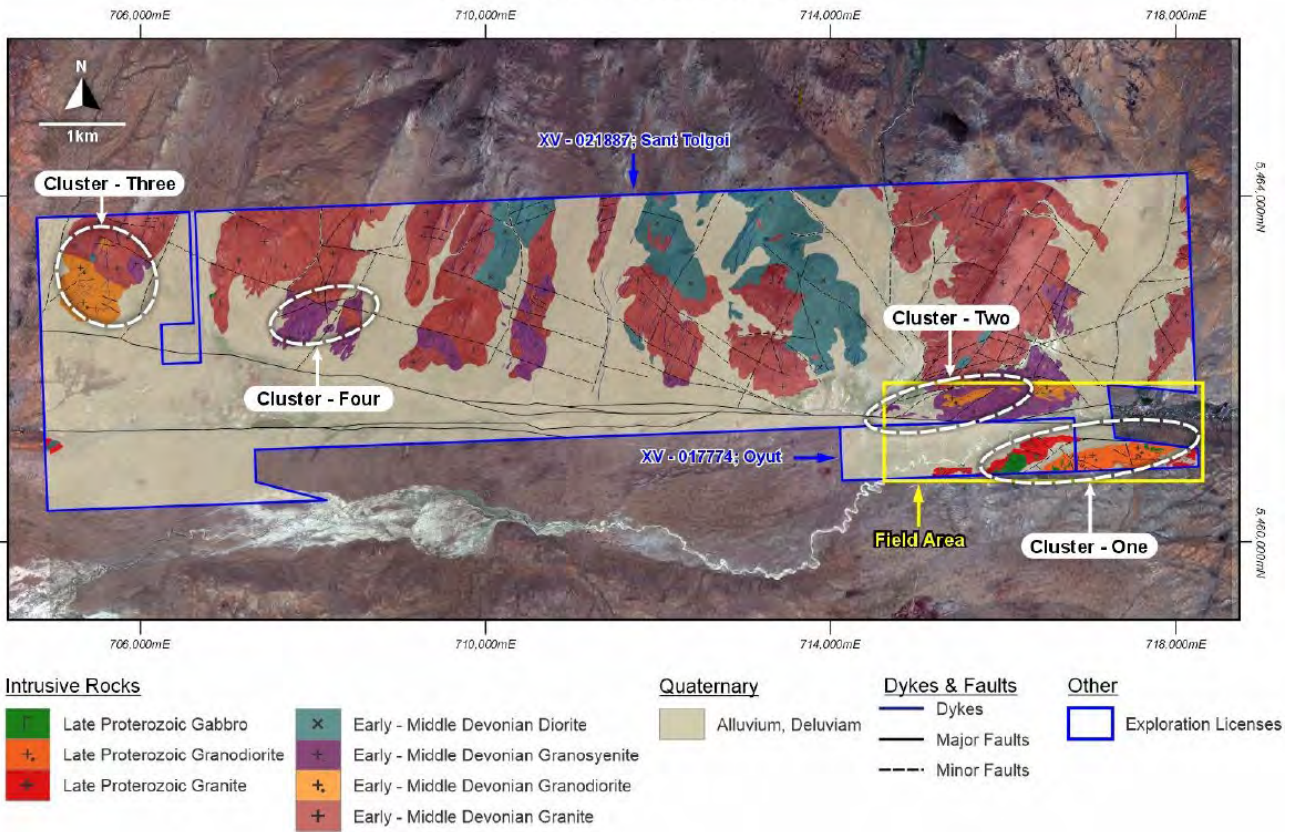 706,000mE 710,000mE 714,000mE 718,000mE
N
1km
XV - 021887; Sant Tolgoi
Cluster - Three
5,464,000mN
Cluster - Two
Cluster - Four
XV - 017774; Oyut
Field Area
Cluster - One
5,460,000mN
706,000mE 710,000mE 714,000mE 718,000mE
Intrusive Rocks
Late Proterozoic Gabbro
Late Proterozoic Granodiorite
Late Proterozoic Granite
Early - Middle Devonian Diorite
Early - Middle Devonian Granosyenite
Early - Middle Devonian Granodiorite
Early - Middle Devonian Granite
Quaternary
Alluvium, Deluviam
Dykes & Faults
Dykes
Major Faults
Minor Faults
Other
Exploration Licenses